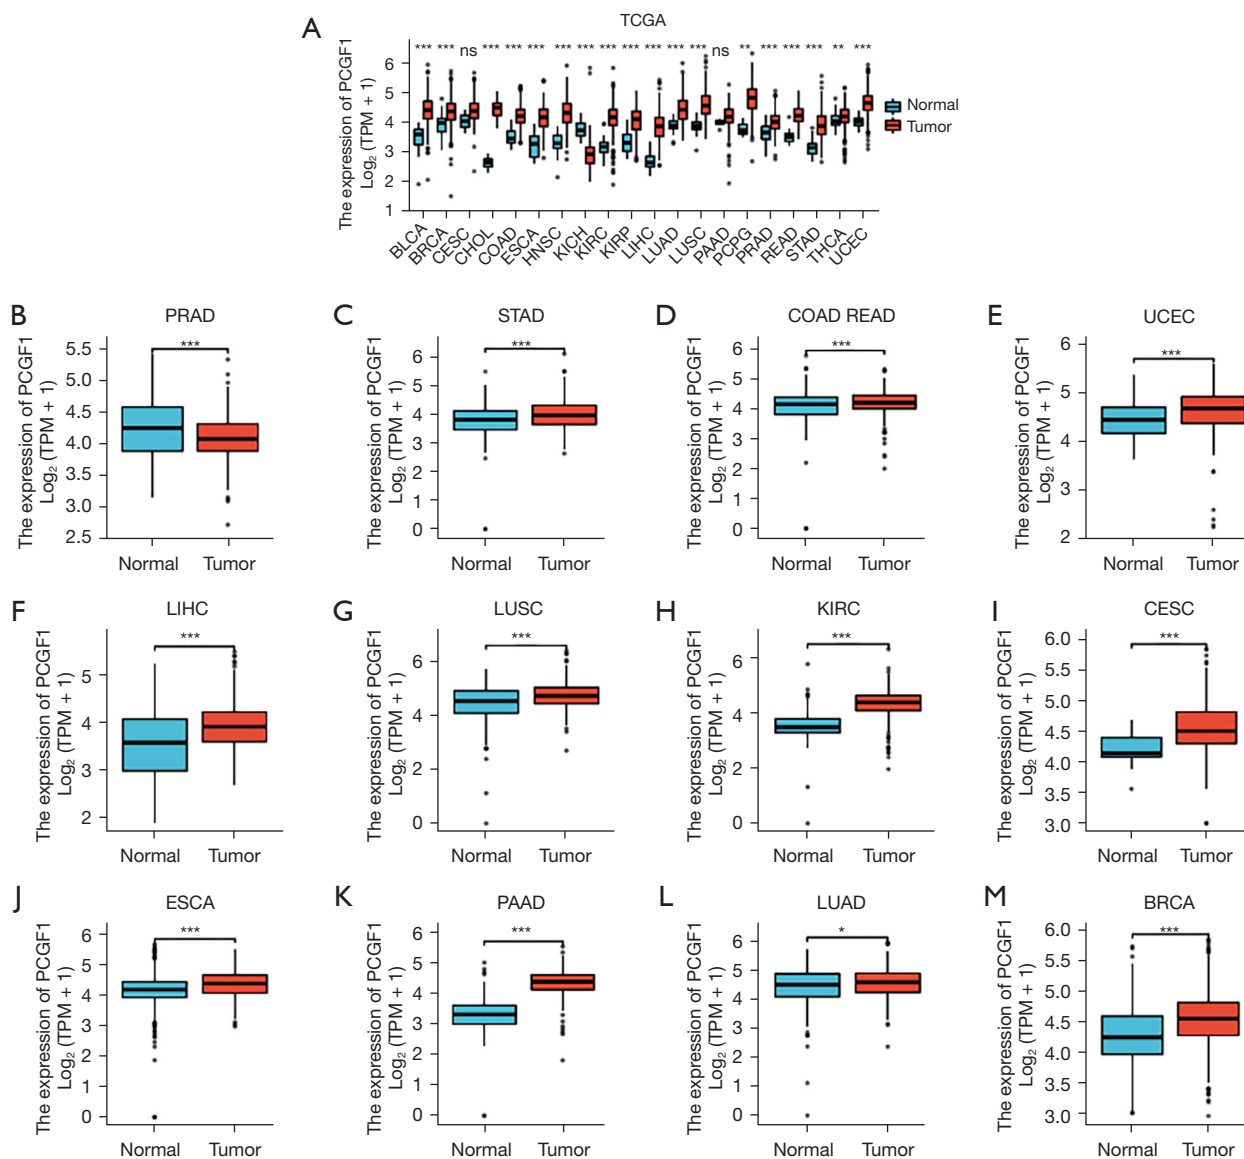 A
TCGA
The expression of PCGF1
Log₂ (TPM + 1)
*** *** ns *** *** *** *** *** *** *** *** *** *** ns ** *** *** *** ** ***
6
5
4
3
2
1
Normal
Tumor
BLCA
BRCA
CESC
CHOL
COAD
ESCA
HNSC
KICH
KIRC
KIRP
LIHC
LUAD
LUSC
PAAD
PCPG
PRAD
READ
STAD
THCA
UCEC
B
PRAD
The expression of PCGF1
Log₂ (TPM + 1)
***
5.5
5.0
4.5
4.0
3.5
3.0
2.5
Normal Tumor
C
STAD
The expression of PCGF1
Log₂ (TPM + 1)
***
6
5
4
3
2
1
0
Normal Tumor
D
COAD READ
The expression of PCGF1
Log₂ (TPM + 1)
***
6
5
4
3
2
1
0
Normal Tumor
E
UCEC
The expression of PCGF1
Log₂ (TPM + 1)
***
6
5
4
3
2
Normal Tumor
F
LIHC
The expression of PCGF1
Log₂ (TPM + 1)
***
5
4
3
2
Normal Tumor
G
LUSC
The expression of PCGF1
Log₂ (TPM + 1)
***
6
4
2
0
Normal Tumor
H
KIRC
The expression of PCGF1
Log₂ (TPM + 1)
***
6
4
2
0
Normal Tumor
I
CESC
The expression of PCGF1
Log₂ (TPM + 1)
***
6.0
5.5
5.0
4.5
4.0
3.5
3.0
Normal Tumor
J
ESCA
The expression of PCGF1
Log₂ (TPM + 1)
***
6
5
4
3
2
1
0
Normal Tumor
K
PAAD
The expression of PCGF1
Log₂ (TPM + 1)
***
6
5
4
3
2
1
0
Normal Tumor
L
LUAD
The expression of PCGF1
Log₂ (TPM + 1)
*
6
5
4
3
2
1
0
Normal Tumor
M
BRCA
The expression of PCGF1
Log₂ (TPM + 1)
***
6.0
5.5
5.0
4.5
4.0
3.5
3.0
Normal Tumor